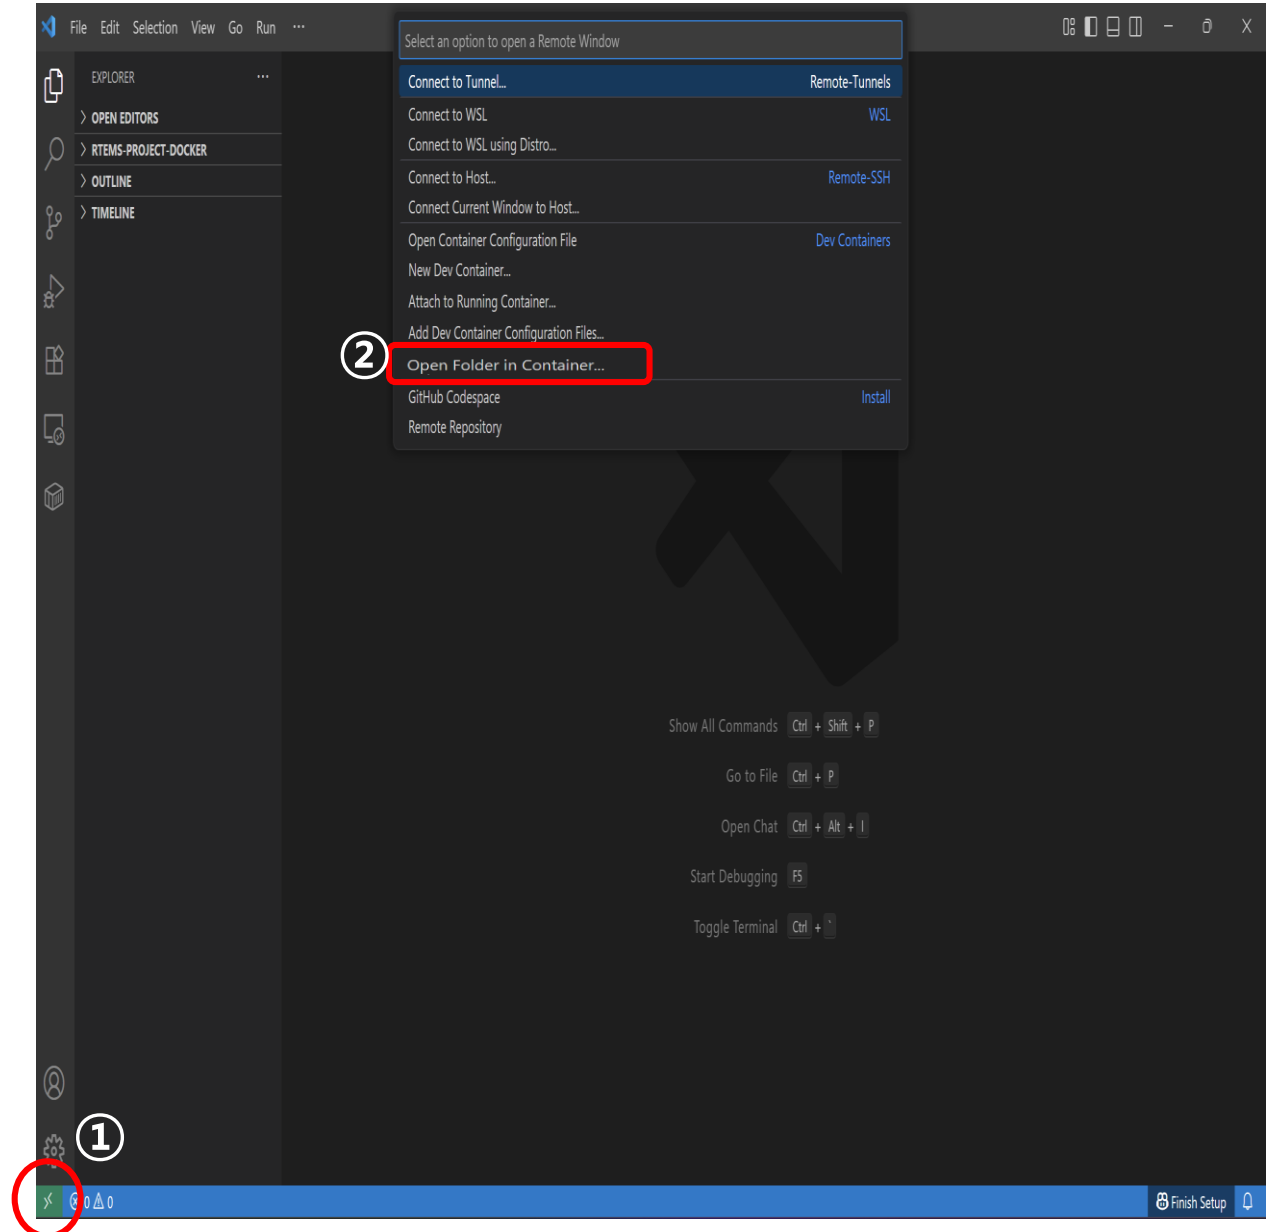 File Edit Selection View Go Run ···
Select an option to open a Remote Window
EXPLORER ···
OPEN EDITORS
RTEMS-PROJECT-DOCKER
OUTLINE
TIMELINE
Connect to Tunnel... Remote-Tunnels
Connect to WSL WSL
Connect to WSL using Distro...
Connect to Host... Remote-SSH
Connect Current Window to Host...
Open Container Configuration File Dev Containers
New Dev Container...
Attach to Running Container...
Add Dev Container Configuration Files...
② Open Folder in Container...
GitHub Codespace Install
Remote Repository
Show All Commands Ctrl + Shift + P
Go to File Ctrl + P
Open Chat Ctrl + Alt + I
Start Debugging F5
Toggle Terminal Ctrl + `
①
0 0 Finish Setup